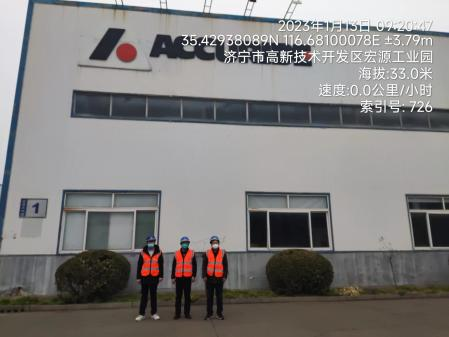 2023年1月13日 09:20:47
35.42938089N 116.68100078E ±3.79m
济宁市高新技术开发区宏源工业园
海拔:33.0米
速度:0.0公里/小时
索引号: 726
1